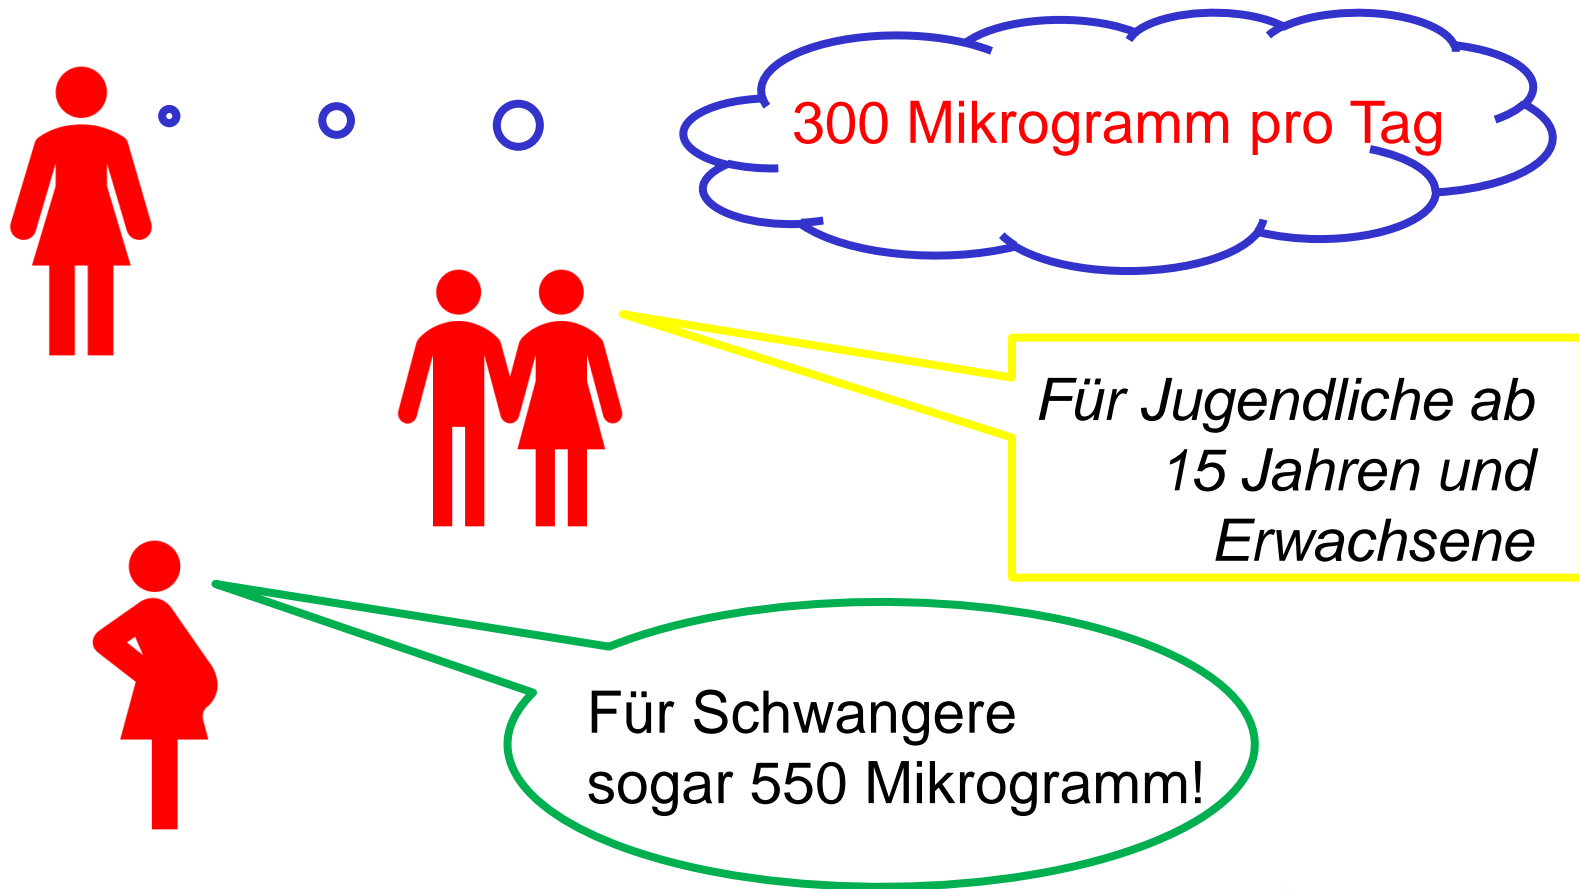 300 Mikrogramm pro Tag
Für Jugendliche ab
15 Jahren und
Erwachsene
Für Schwangere
sogar 550 Mikrogramm!